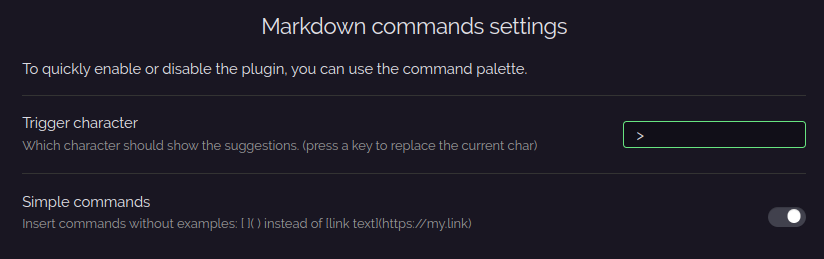 Markdown commands settings
To quickly enable or disable the plugin, you can use the command palette.
Trigger character
Which character should show the suggestions. (press a key to replace the current char)
>
Simple commands
Insert commands without examples: [ ]( ) instead of [link text](https://my.link)